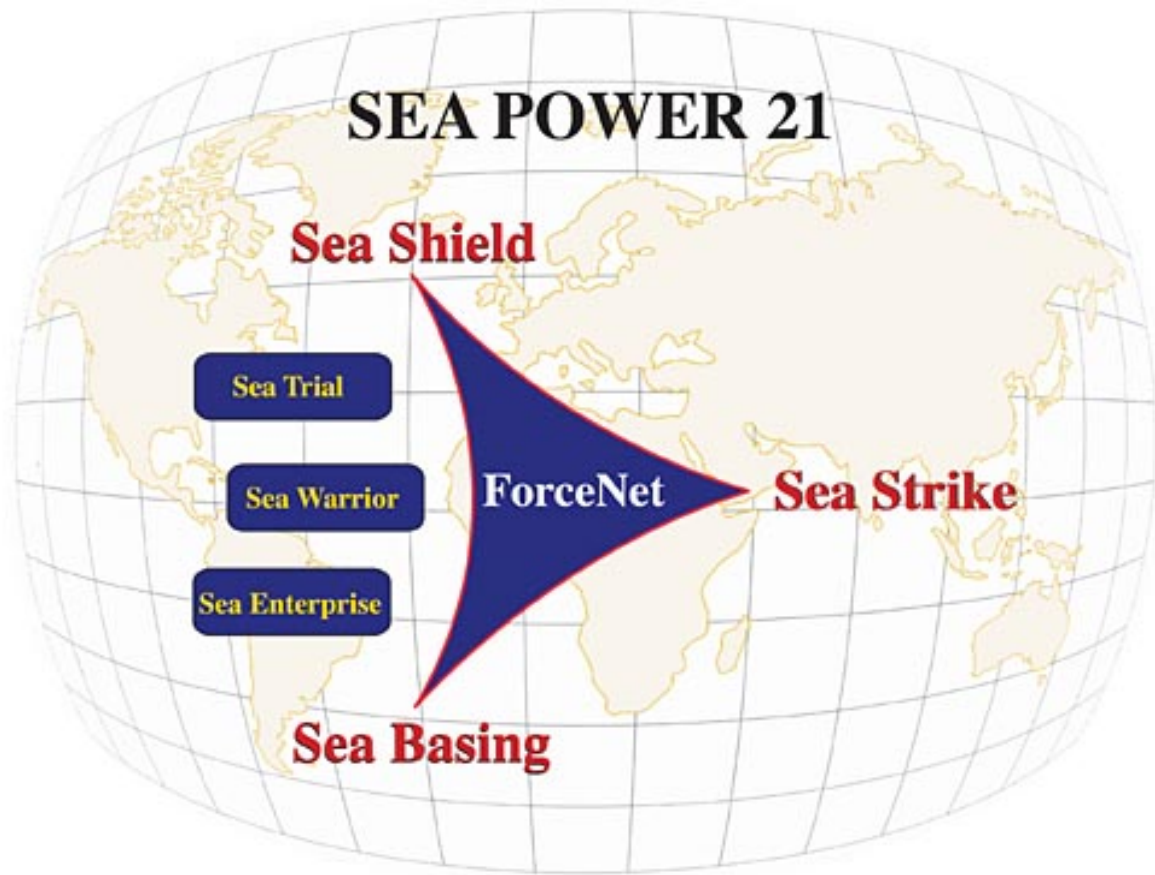 SEA POWER 21
Sea Shield
Sea Trial
Sea Warrior
ForceNet
Sea Strike
Sea Enterprise
Sea Basing